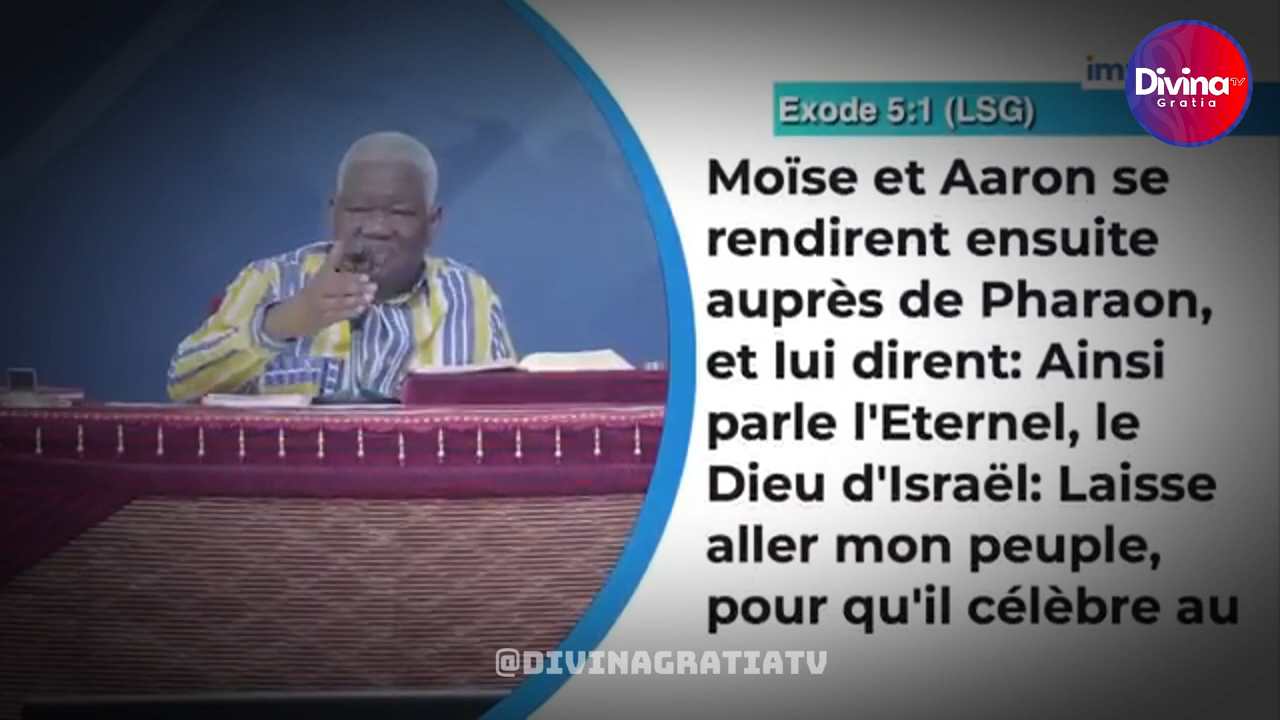 Divina TV
Gratia
Exode 5:1 (LSG)
Moïse et Aaron se
rendirent ensuite
auprès de Pharaon,
et lui dirent: Ainsi
parle l'Eternel, le
Dieu d'Israël: Laisse
aller mon peuple,
pour qu'il célèbre au
@DIVINAGRATIATV